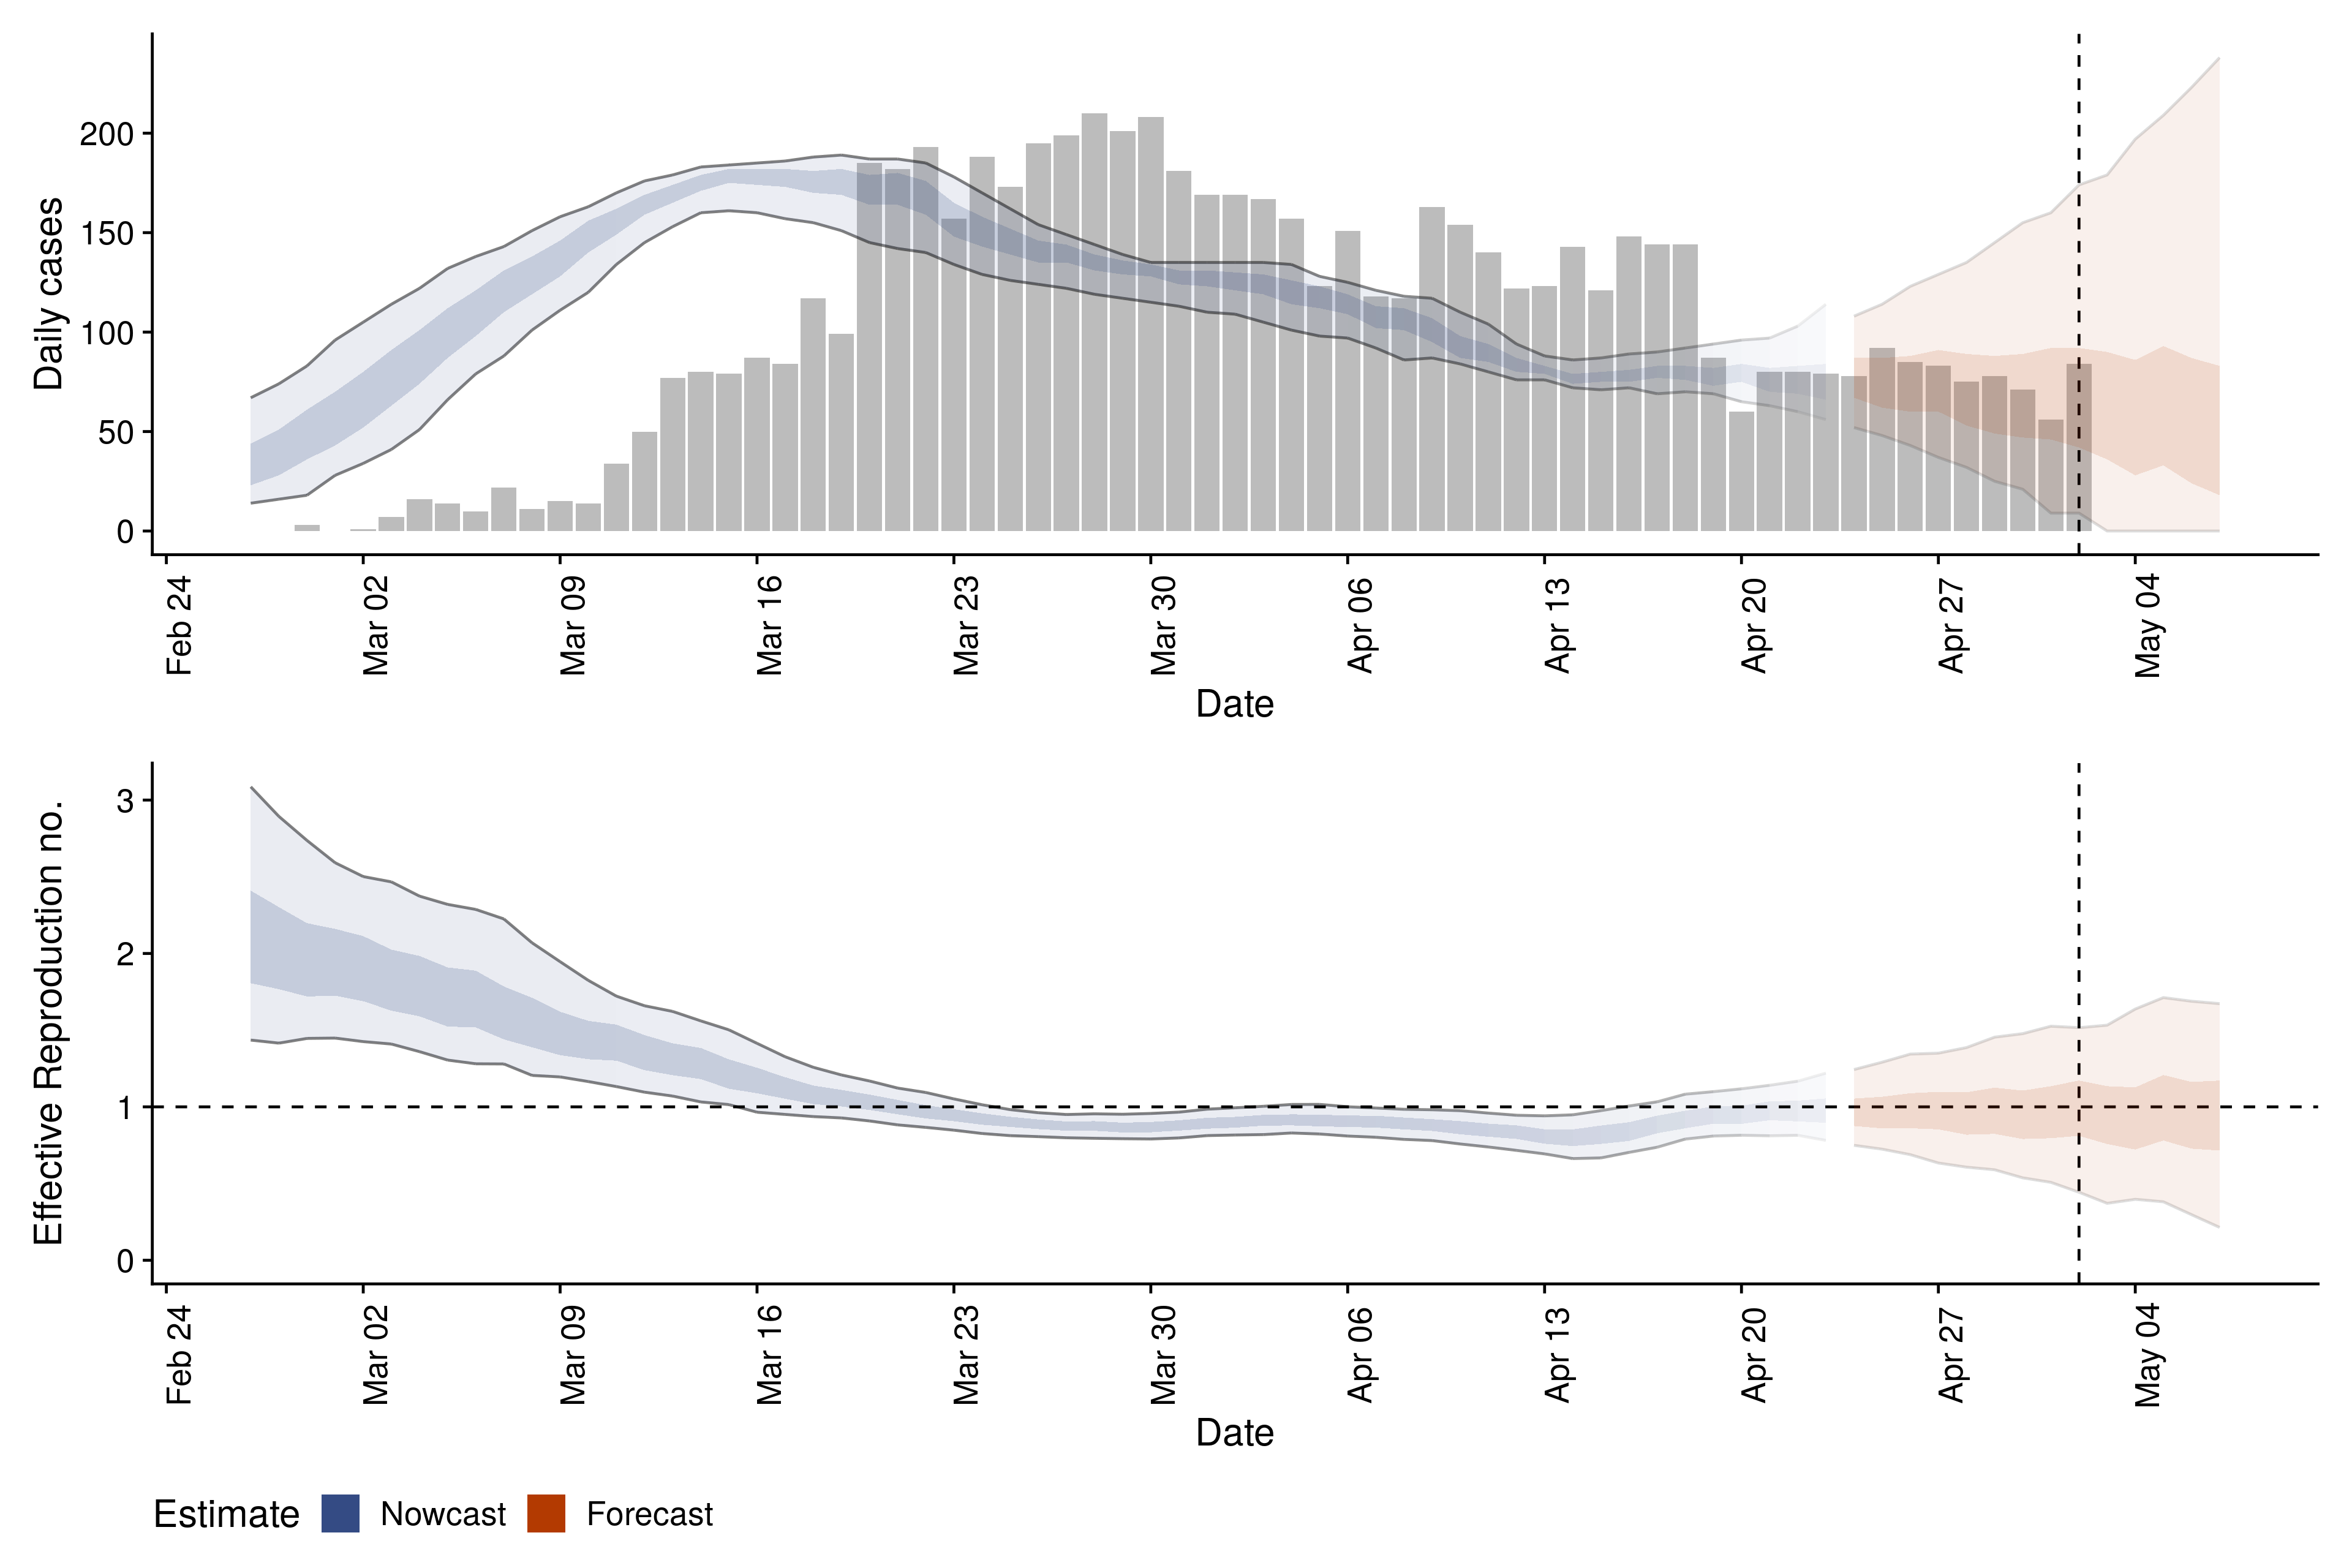 Daily cases
200
150
100
50
0
Feb 24
Mar 02
Mar 09
Mar 16
Mar 23
Mar 30
Apr 06
Apr 13
Apr 20
Apr 27
May 04
Date
Effective Reproduction no.
3
2
1
0
Feb 24
Mar 02
Mar 09
Mar 16
Mar 23
Mar 30
Apr 06
Apr 13
Apr 20
Apr 27
May 04
Date
Estimate Nowcast Forecast